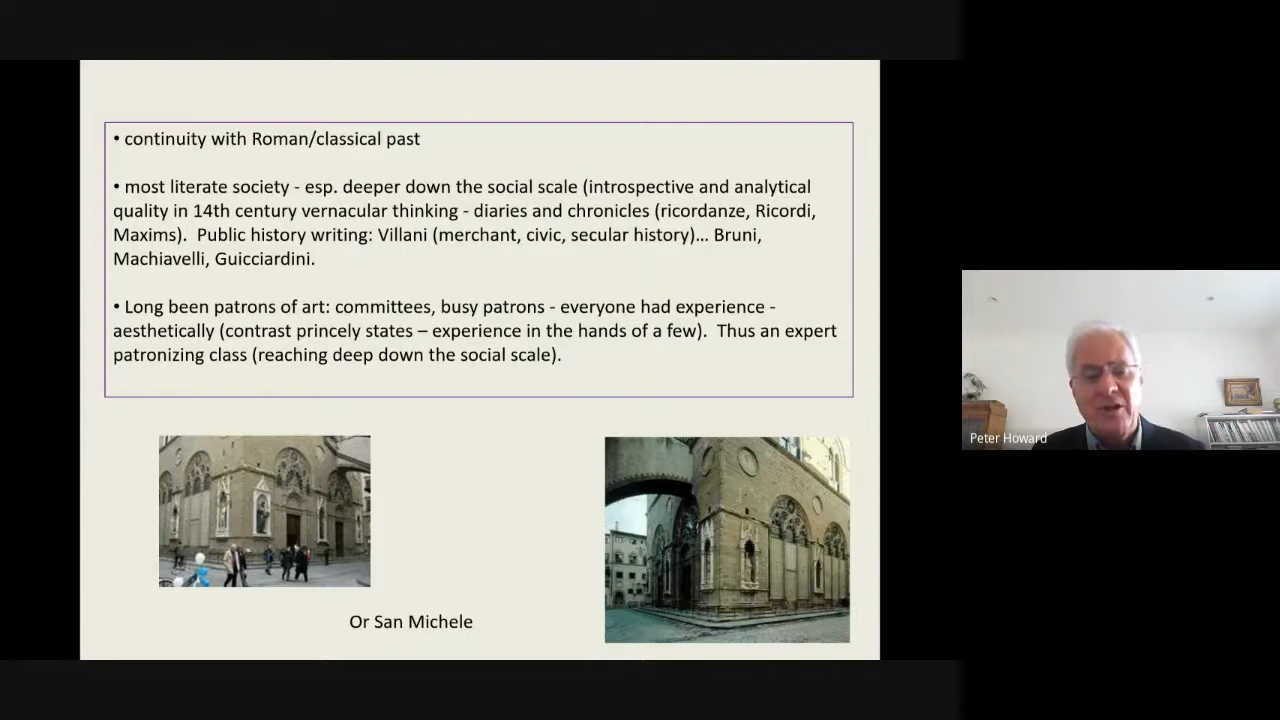 • continuity with Roman/classical past
• most literate society - esp. deeper down the social scale (introspective and analytical
quality in 14th century vernacular thinking - diaries and chronicles (ricordanze, Ricordi,
Maxims).  Public history writing: Villani (merchant, civic, secular history)… Bruni,
Machiavelli, Guicciardini.
• Long been patrons of art: committees, busy patrons - everyone had experience -
aesthetically (contrast princely states – experience in the hands of a few).  Thus an expert
patronizing class (reaching deep down the social scale).
Or San Michele
Peter Howard